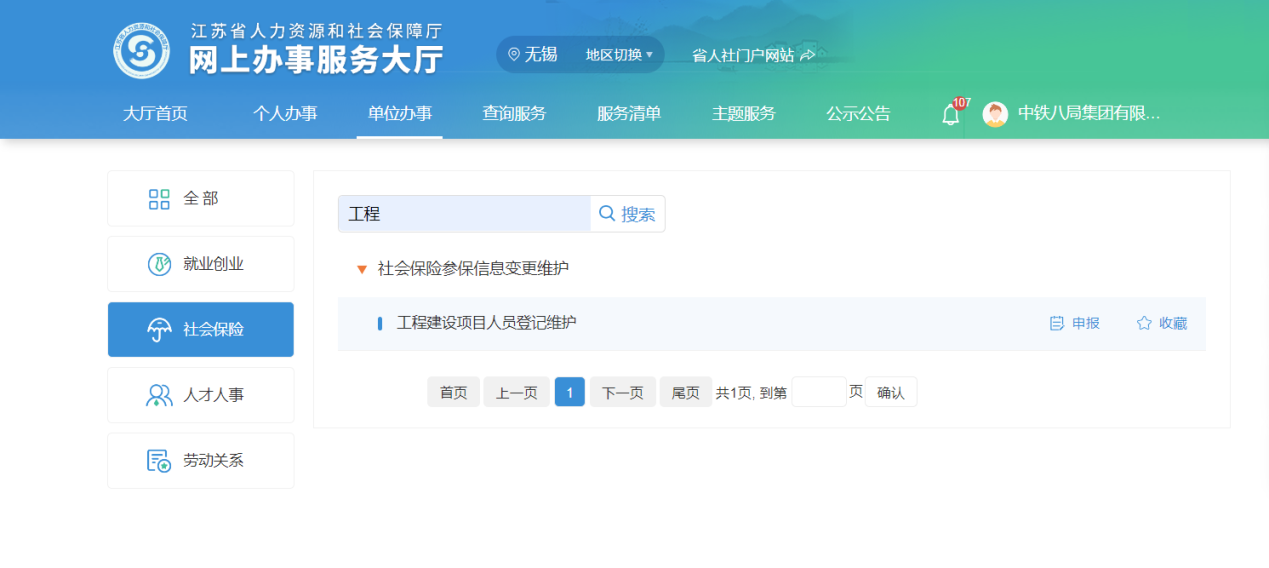 江苏省人力资源和社会保障厅
网上办事服务大厅
无锡 地区切换 省人社门户网站
大厅首页 个人办事 单位办事 查询服务 服务清单 主题服务 公示公告 107 中铁八局集团有限...
全部
就业创业
社会保险
人才人事
劳动关系
工程 搜索
社会保险参保信息变更维护
工程建设项目人员登记维护 申报 收藏
首页 上一页 1 下一页 尾页 共1页, 到第 页 确认